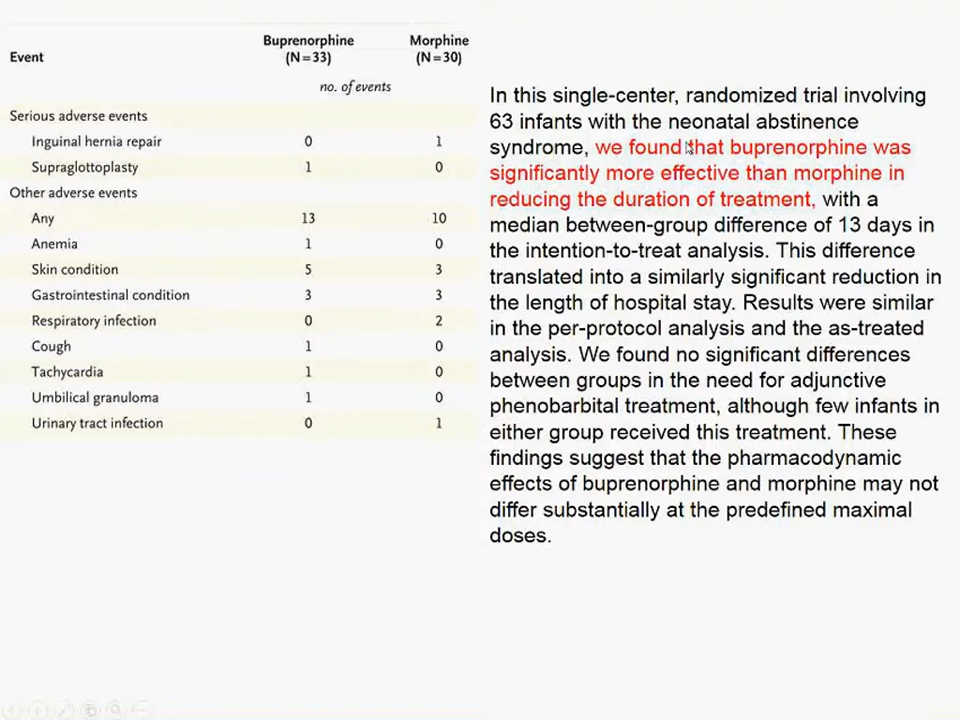 Event Buprenorphine (N=33) Morphine (N=30)
no. of events
Serious adverse events
Inguinal hernia repair 0 1
Supraglottoplasty 1 0
Other adverse events
Any 13 10
Anemia 1 0
Skin condition 5 3
Gastrointestinal condition 3 3
Respiratory infection 0 2
Cough 1 0
Tachycardia 1 0
Umbilical granuloma 1 0
Urinary tract infection 0 1
In this single-center, randomized trial involving
63 infants with the neonatal abstinence
syndrome, we found that buprenorphine was
significantly more effective than morphine in
reducing the duration of treatment, with a
median between-group difference of 13 days in
the intention-to-treat analysis. This difference
translated into a similarly significant reduction in
the length of hospital stay. Results were similar
in the per-protocol analysis and the as-treated
analysis. We found no significant differences
between groups in the need for adjunctive
phenobarbital treatment, although few infants in
either group received this treatment. These
findings suggest that the pharmacodynamic
effects of buprenorphine and morphine may not
differ substantially at the predefined maximal
doses.